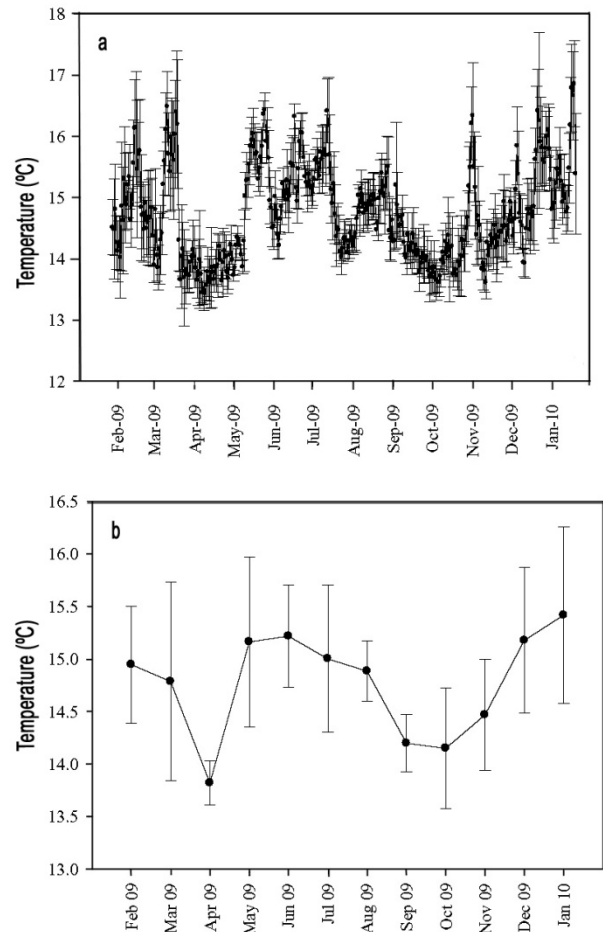 a
18
17
16
15
14
13
12
Temperature (ºC)
Feb-09
Mar-09
Apr-09
May-09
Jun-09
Jul-09
Aug-09
Sep-09
Oct-09
Nov-09
Dec-09
Jan-10
b
16.5
16.0
15.5
15.0
14.5
14.0
13.5
13.0
Temperature (ºC)
Feb 09
Mar 09
Apr 09
May 09
Jun 09
Jul 09
Aug 09
Sep 09
Oct 09
Nov 09
Dec 09
Jan 10